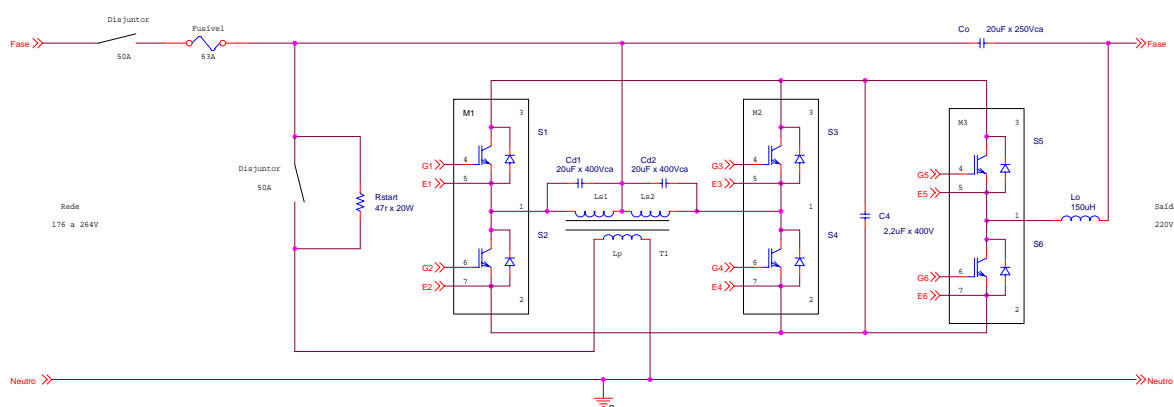 Disjuntor
Fusível
Co 20uF x 250Vca
Fase
50A
63A
Fase
M1
3
S1
M2
3
S3
M3
3
S5
Disjuntor
50A
Rstart
47r x 20W
G1
4
E1
5
Cd1
20uF x 400Vca
Cd2
20uF x 400Vca
Ls1
Ls2
G3
4
E3
5
G5
4
E5
5
Rede
176 a 264V
1
1
C4
2,2uF x 400V
1
Lo
150uH
Saíd
220V
S2
S4
S6
Lp
T1
G2
6
E2
7
2
G4
6
E4
7
2
G6
6
E6
7
2
Neutro
Neutro